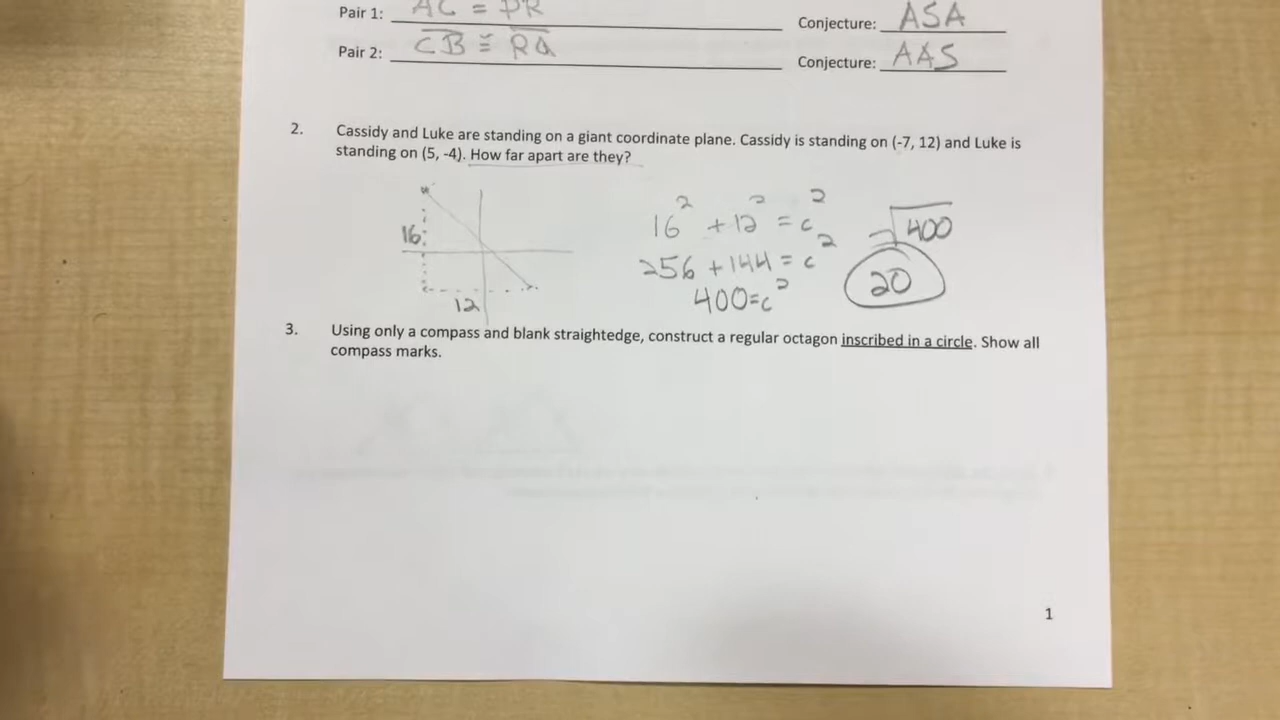 Pair 1: AC ≅ PR Conjecture: ASA
Pair 2: CB ≅ RQ Conjecture: AAS
2. Cassidy and Luke are standing on a giant coordinate plane. Cassidy is standing on (-7, 12) and Luke is
standing on (5, -4). How far apart are they?
16
12
16² + 12² = c²
256 + 144 = c²
400 = c²
√400
20
3. Using only a compass and blank straightedge, construct a regular octagon inscribed in a circle. Show all
compass marks.
1